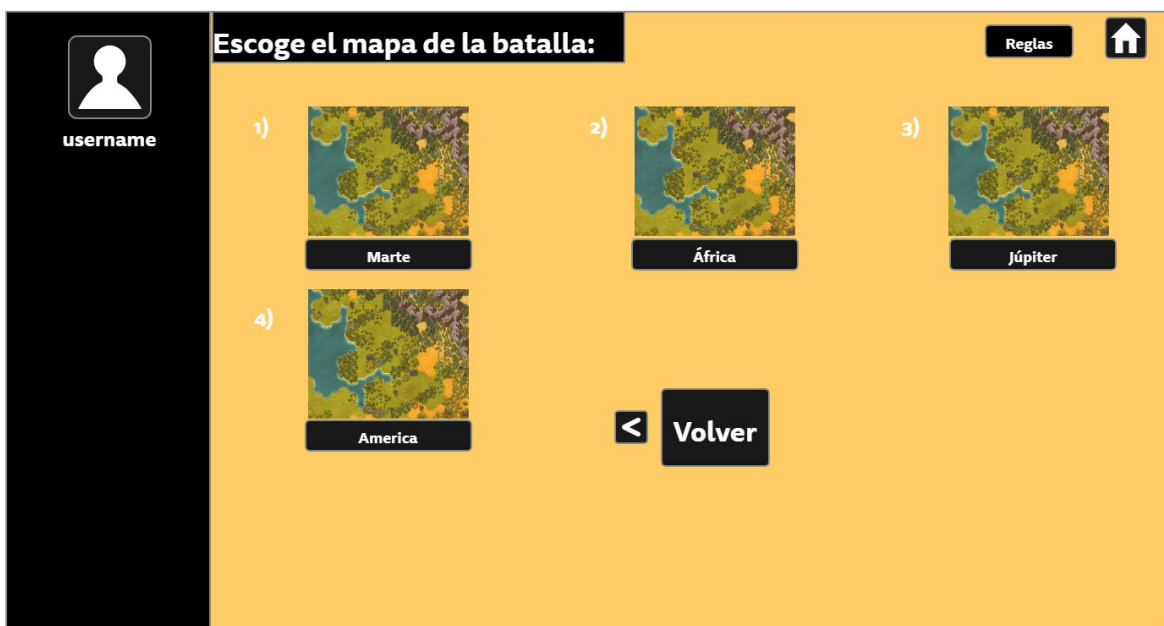 Escoge el mapa de la batalla:
Reglas
username
1)
2)
3)
Marte
África
Júpiter
4)
America
<
Volver